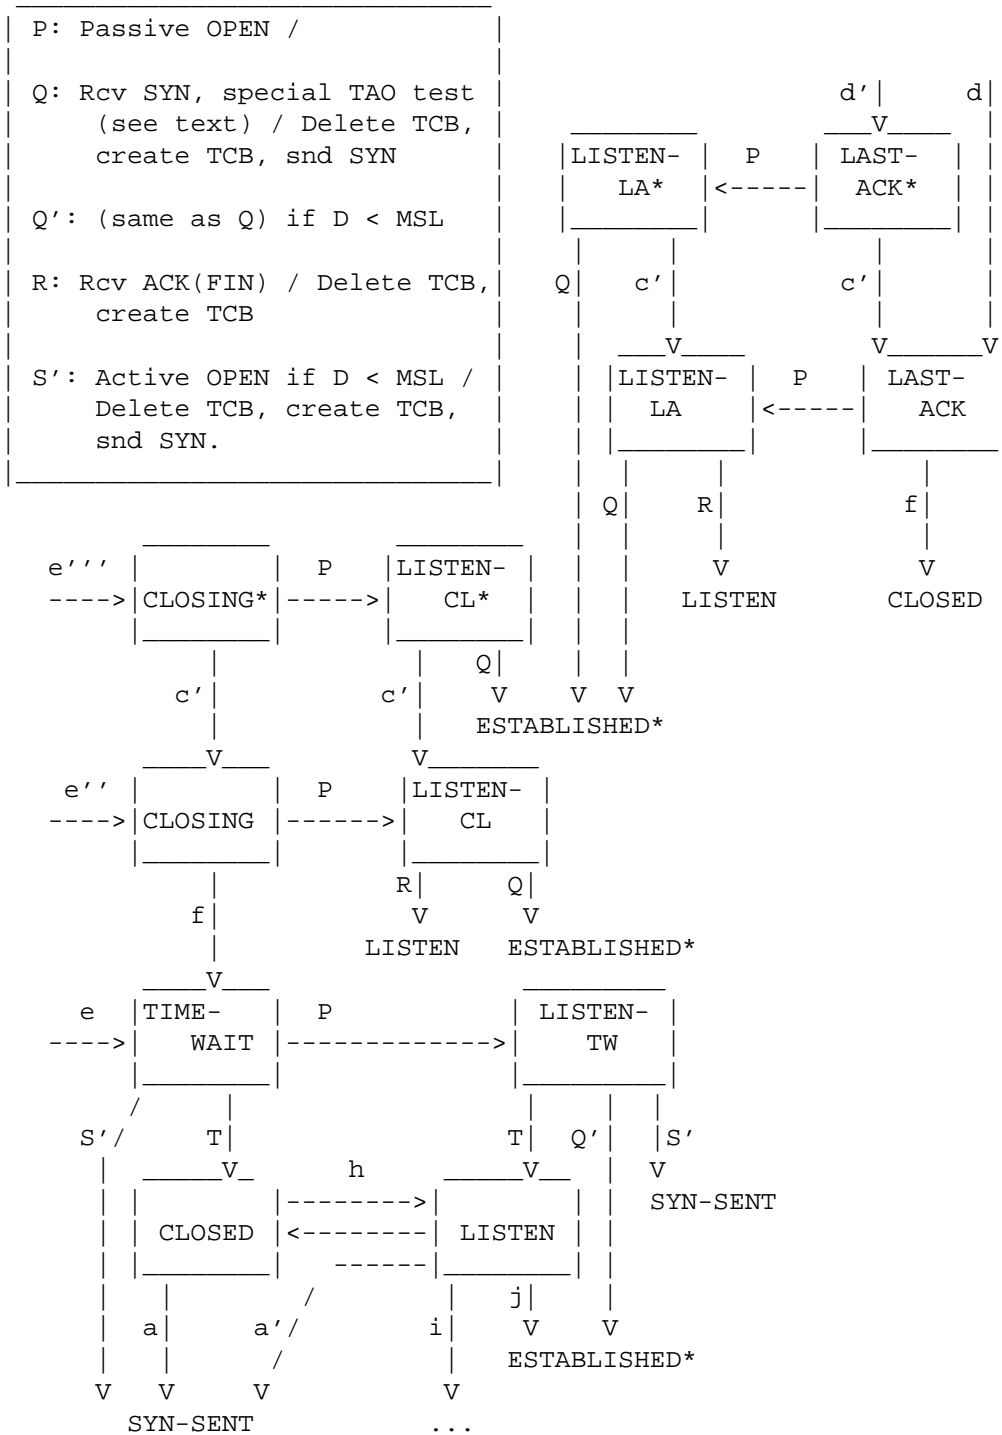 P: Passive OPEN /
Q: Rcv SYN, special TAO test
(see text) / Delete TCB,
create TCB, snd SYN
Q': (same as Q) if D < MSL
R: Rcv ACK(FIN) / Delete TCB,
create TCB
S': Active OPEN if D < MSL /
Delete TCB, create TCB,
snd SYN.
d' d
V
LISTEN- P LAST-
LA* <----- ACK*
Q c' c'
V V V
LISTEN- P LAST-
LA <----- ACK
Q R f
V V
LISTEN CLOSED
e''' P LISTEN-
----> CLOSING* -----> CL*
Q
c' c' V V V
ESTABLISHED*
V V
e'' P LISTEN-
----> CLOSING ------> CL
R Q
f V V
LISTEN ESTABLISHED*
V
e TIME- P LISTEN-
----> WAIT -------------> TW
S' T T Q' S'
V h V V
--------> SYN-SENT
CLOSED <-------- LISTEN
------
j
a a' i V V
ESTABLISHED*
V V V V
SYN-SENT ...